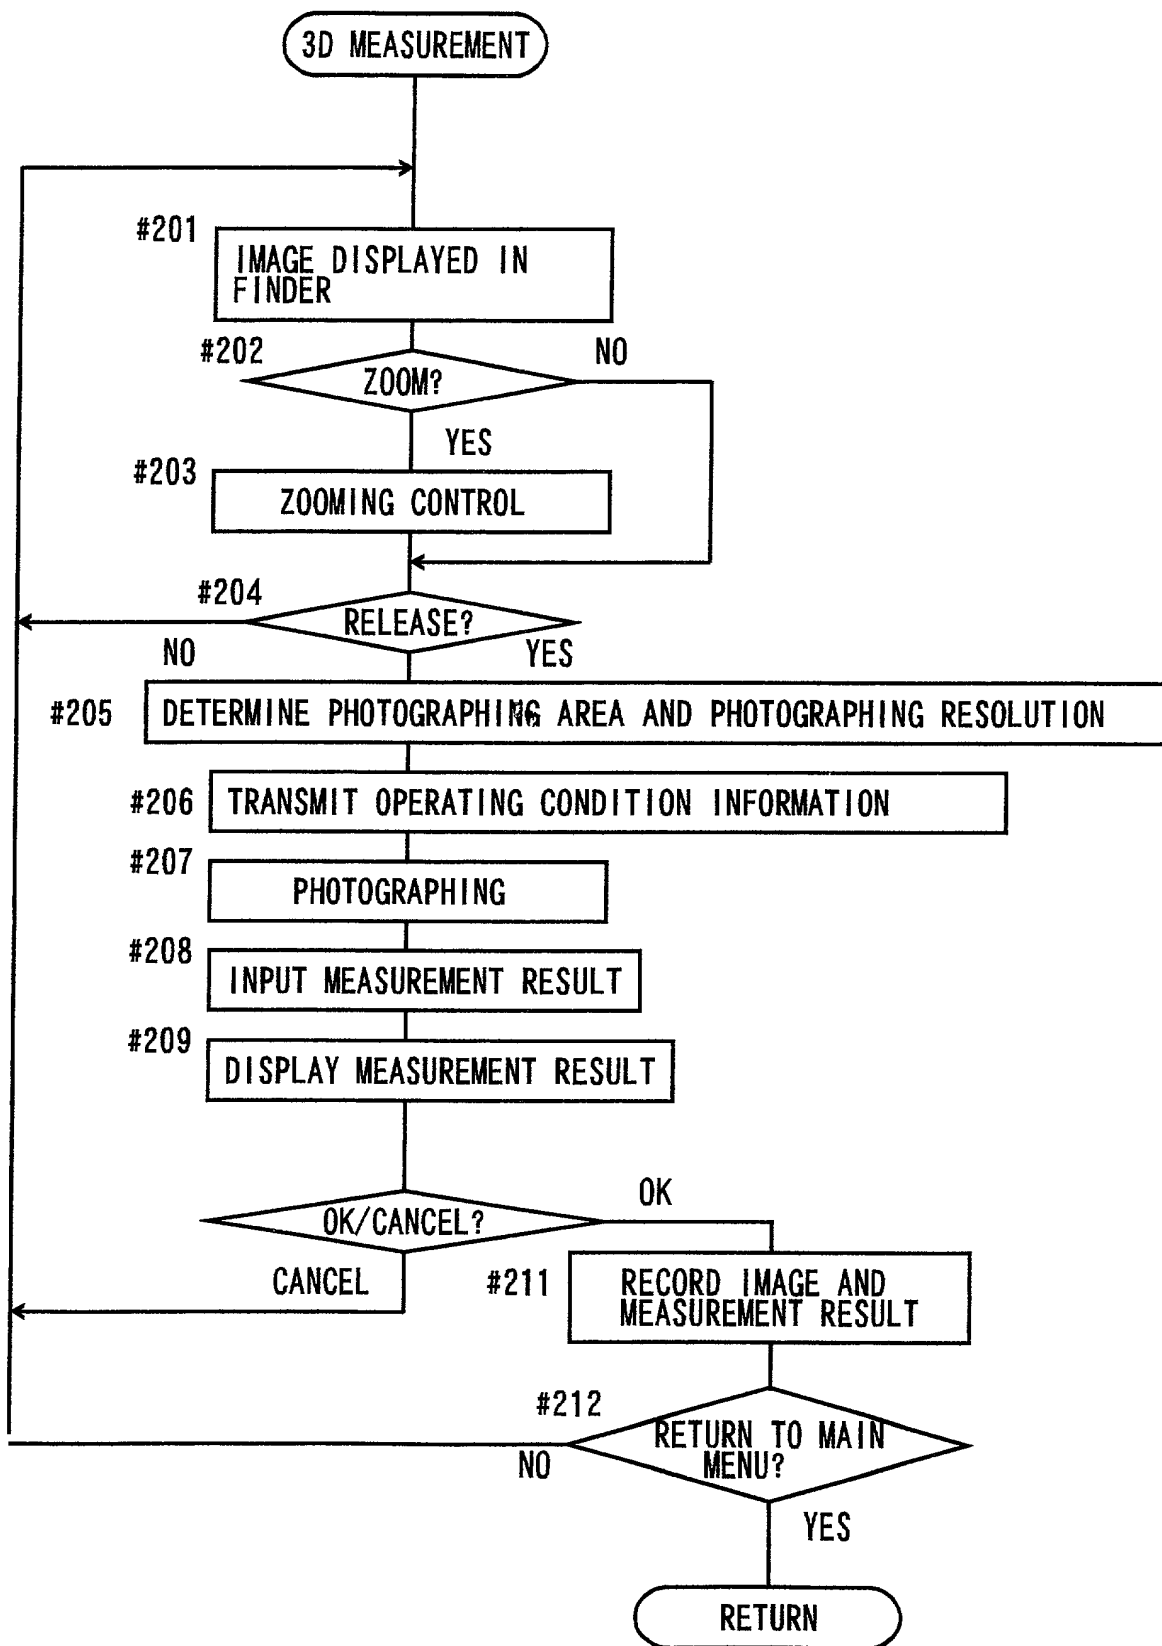 3D MEASUREMENT
#201
IMAGE DISPLAYED IN
FINDER
#202
NO
ZOOM?
YES
#203
ZOOMING CONTROL
#204
RELEASE?
NO
YES
#205
DETERMINE PHOTOGRAPHING AREA AND PHOTOGRAPHING RESOLUTION
#206
TRANSMIT OPERATING CONDITION INFORMATION
#207
PHOTOGRAPHING
#208
INPUT MEASUREMENT RESULT
#209
DISPLAY MEASUREMENT RESULT
OK
OK/CANCEL?
CANCEL
#211
RECORD IMAGE AND
MEASUREMENT RESULT
#212
RETURN TO MAIN
MENU?
NO
YES
RETURN